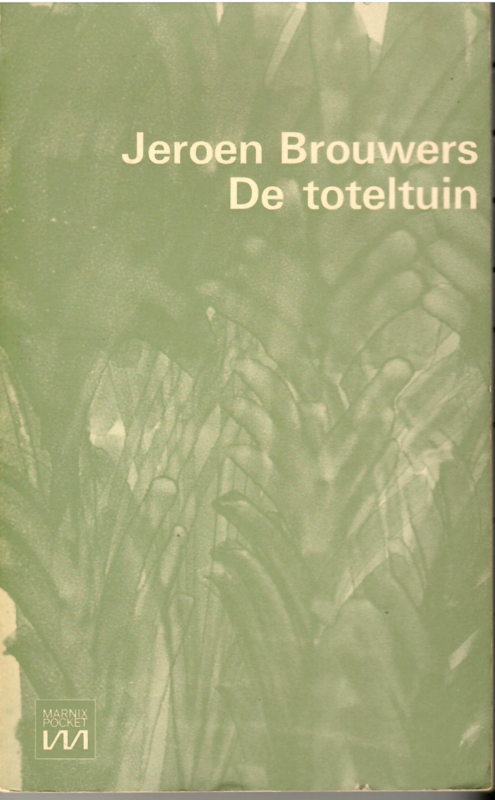 Jeroen Brouwers
De toteltuin
MARNIX
POCKET